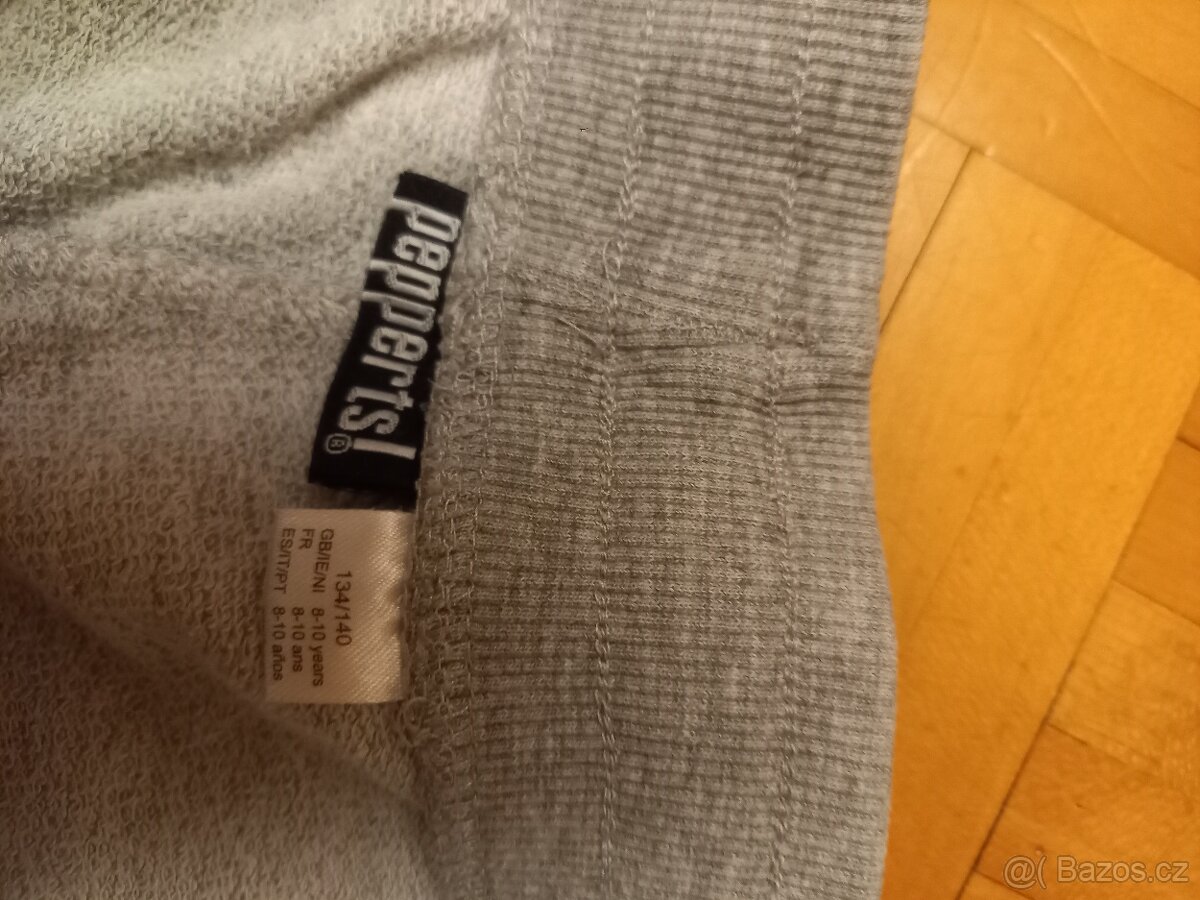 pepperts!®
134/140
GB/IE/NI 8-10 years
FR 8-10 ans
ES/IT/PT 8-10 años
@( Bazos.cz